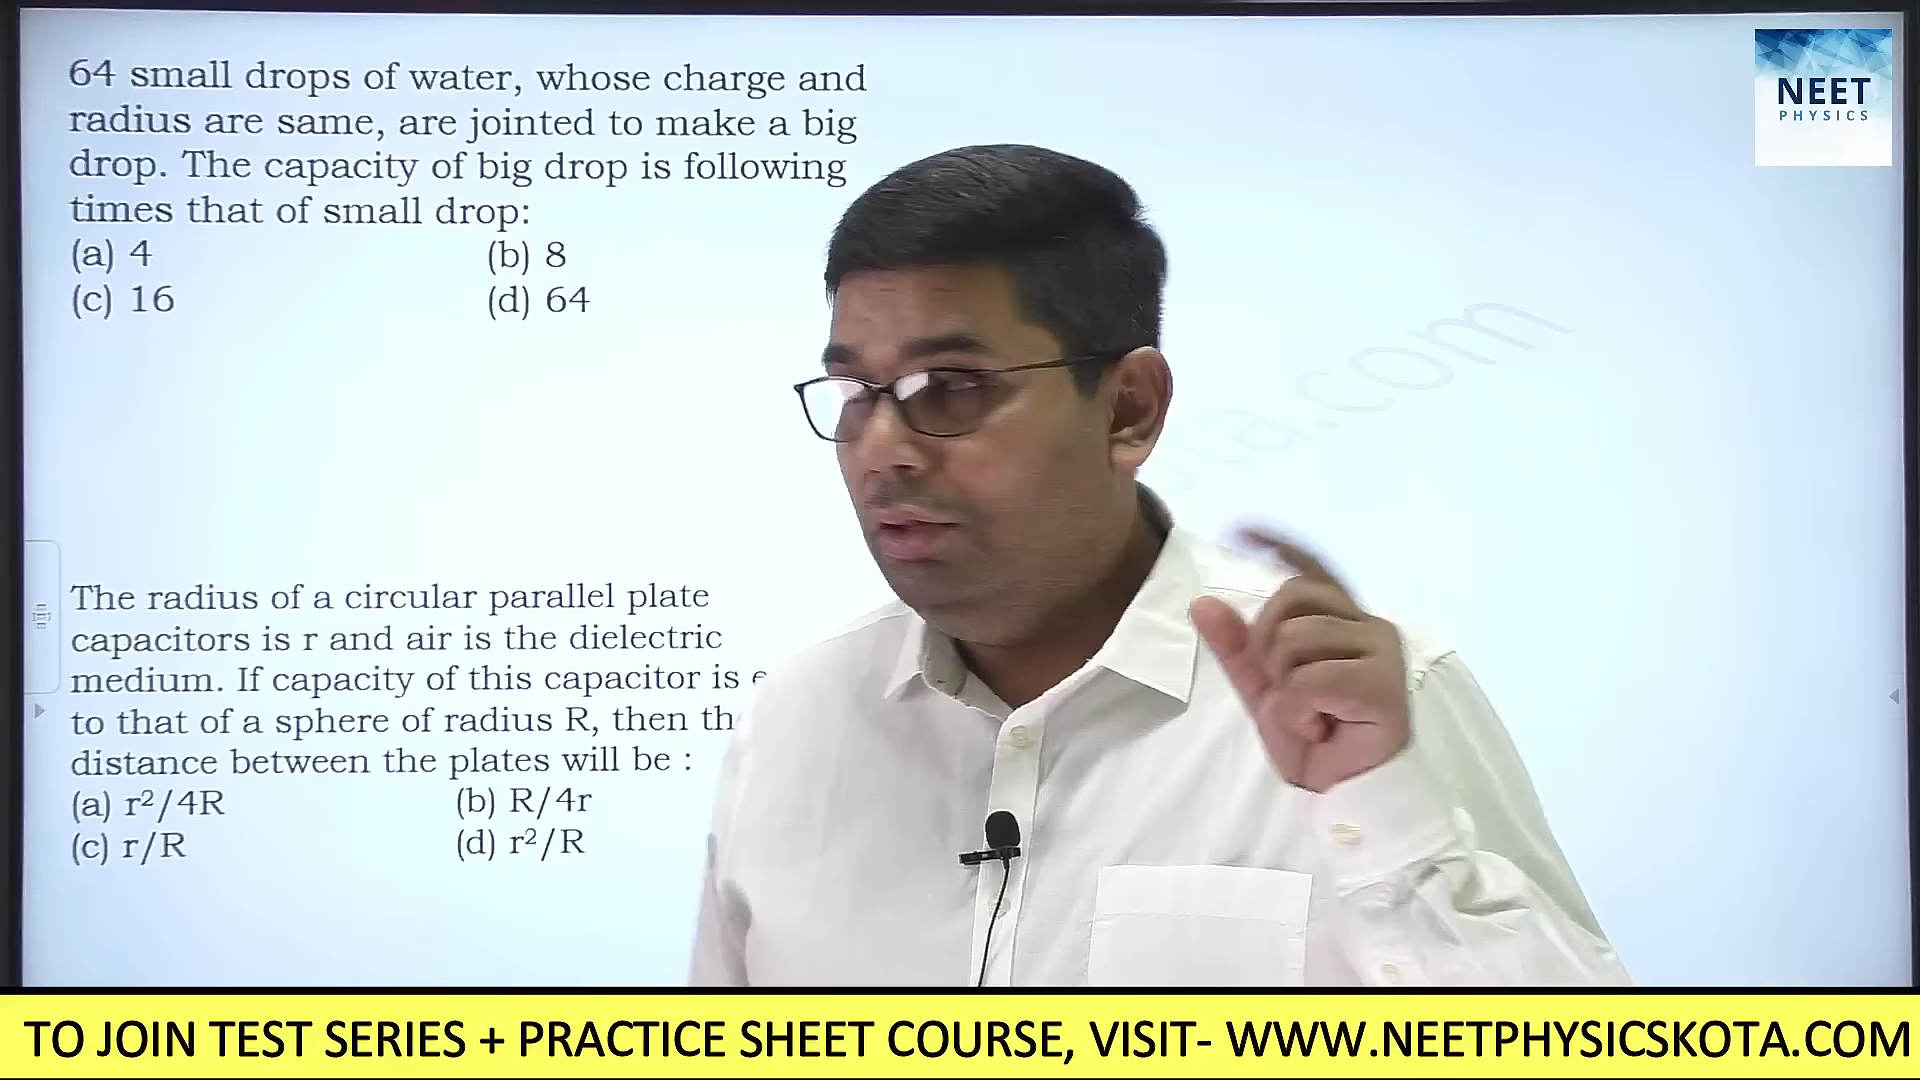 64 small drops of water, whose charge and
radius are same, are jointed to make a big
drop. The capacity of big drop is following
times that of small drop:
(a) 4 (b) 8
(c) 16 (d) 64
The radius of a circular parallel plate
capacitors is r and air is the dielectric
medium. If capacity of this capacitor is
to that of a sphere of radius R, then
distance between the plates will be :
(a) r²/4R (b) R/4r
(c) r/R (d) r²/R
NEET
PHYSICS
TO JOIN TEST SERIES + PRACTICE SHEET COURSE, VISIT- WWW.NEETPHYSICSKOTA.COM